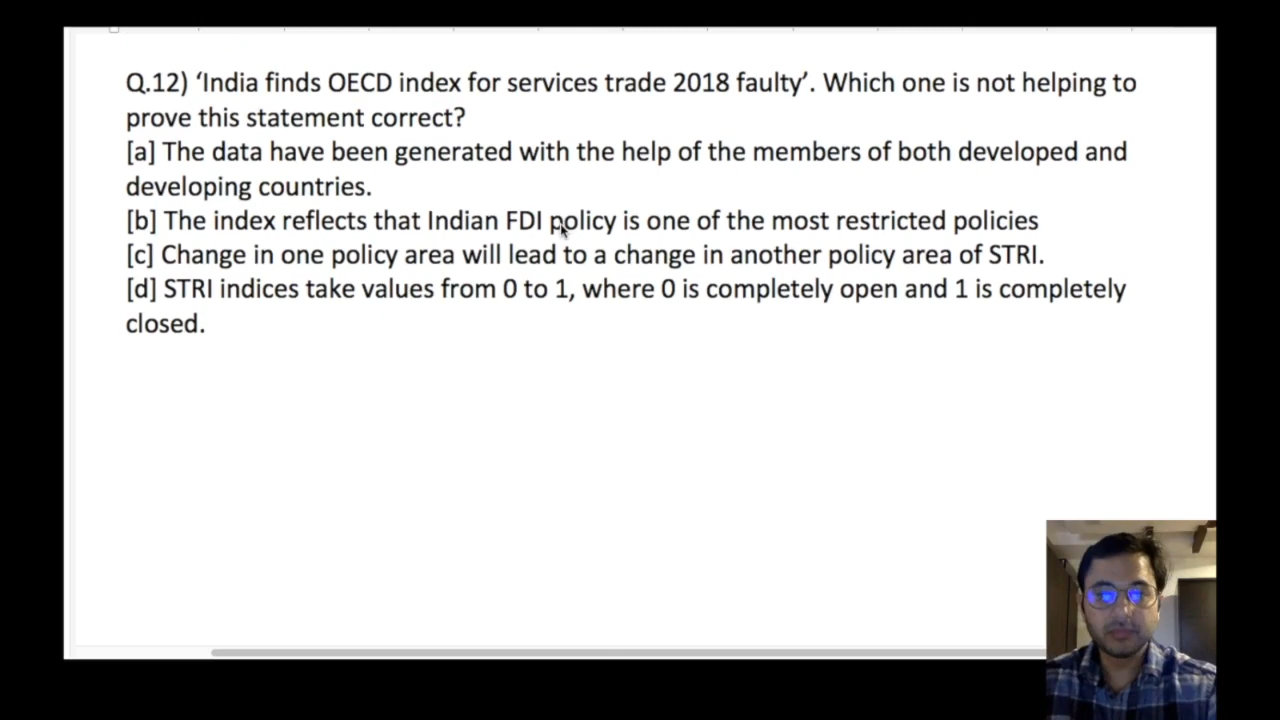 Q.12) ‘India finds OECD index for services trade 2018 faulty’. Which one is not helping to
prove this statement correct?
[a] The data have been generated with the help of the members of both developed and
developing countries.
[b] The index reflects that Indian FDI policy is one of the most restricted policies
[c] Change in one policy area will lead to a change in another policy area of STRI.
[d] STRI indices take values from 0 to 1, where 0 is completely open and 1 is completely
closed.